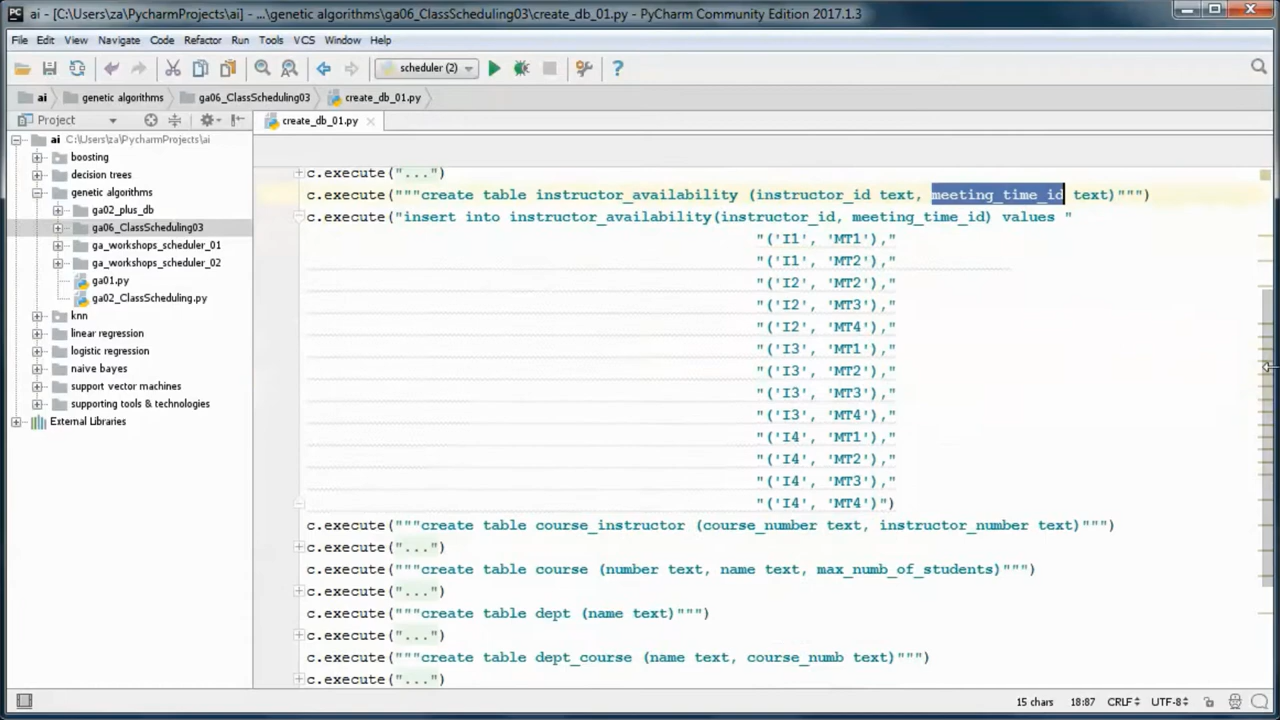 ai - [C:\Users\za\PycharmProjects\ai] - ...\genetic algorithms\ga06_ClassScheduling03\create_db_01.py - PyCharm Community Edition 2017.1.3
File Edit View Navigate Code Refactor Run Tools VCS Window Help
scheduler (2)
ai genetic algorithms ga06_ClassScheduling03 create_db_01.py
Project
create_db_01.py
ai C:\Users\za\PycharmProjects\ai
boosting
decision trees
genetic algorithms
ga02_plus_db
ga06_ClassScheduling03
ga_workshops_scheduler_01
ga_workshops_scheduler_02
ga01.py
ga02_ClassScheduling.py
knn
linear regression
logistic regression
naive bayes
support vector machines
supporting tools & technologies
External Libraries
c.execute("...")
c.execute("""create table instructor_availability (instructor_id text, meeting_time_id text)""")
c.execute("insert into instructor_availability(instructor_id, meeting_time_id) values "
"('I1', 'MT1'),"
"('I1', 'MT2'),"
"('I2', 'MT2'),"
"('I2', 'MT3'),"
"('I2', 'MT4'),"
"('I3', 'MT1'),"
"('I3', 'MT2'),"
"('I3', 'MT3'),"
"('I3', 'MT4'),"
"('I4', 'MT1'),"
"('I4', 'MT2'),"
"('I4', 'MT3'),"
"('I4', 'MT4')")
c.execute("""create table course_instructor (course_number text, instructor_number text)""")
c.execute("...")
c.execute("""create table course (number text, name text, max_numb_of_students)""")
c.execute("...")
c.execute("""create table dept (name text)""")
c.execute("...")
c.execute("""create table dept_course (name text, course_numb text)""")
c.execute("...")
15 chars 18:87 CRLF UTF-8